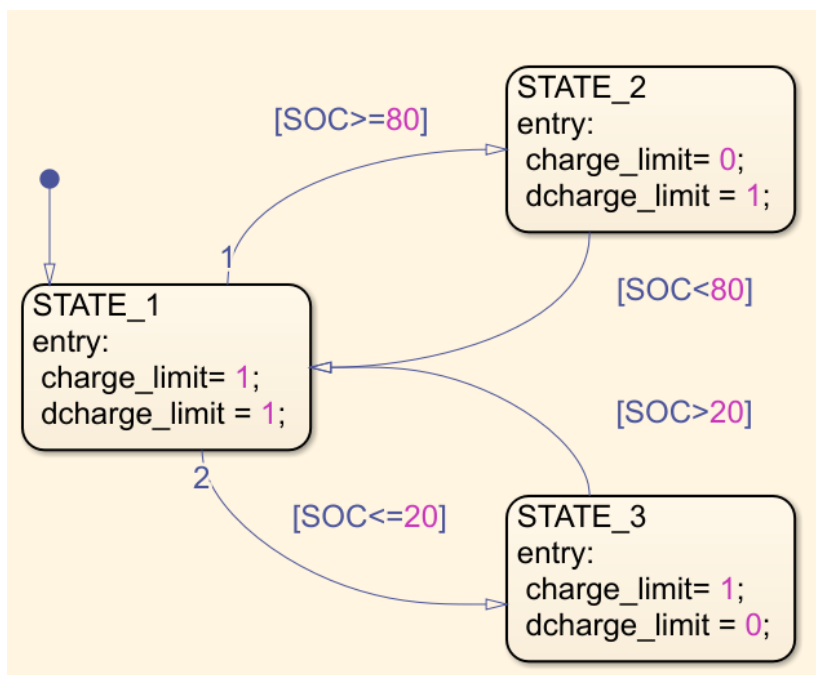 STATE_2
entry:
charge_limit= 0;
dcharge_limit = 1;
[SOC>=80]
1
[SOC<80]
STATE_1
entry:
charge_limit= 1;
dcharge_limit = 1;
[SOC>20]
2
[SOC<=20]
STATE_3
entry:
charge_limit= 1;
dcharge_limit = 0;